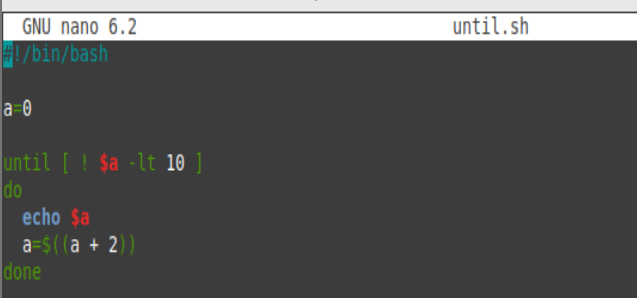 GNU nano 6.2 until.sh
#!/bin/bash
a=0
until [ ! $a -lt 10 ]
do
  echo $a
  a=$((a + 2))
done